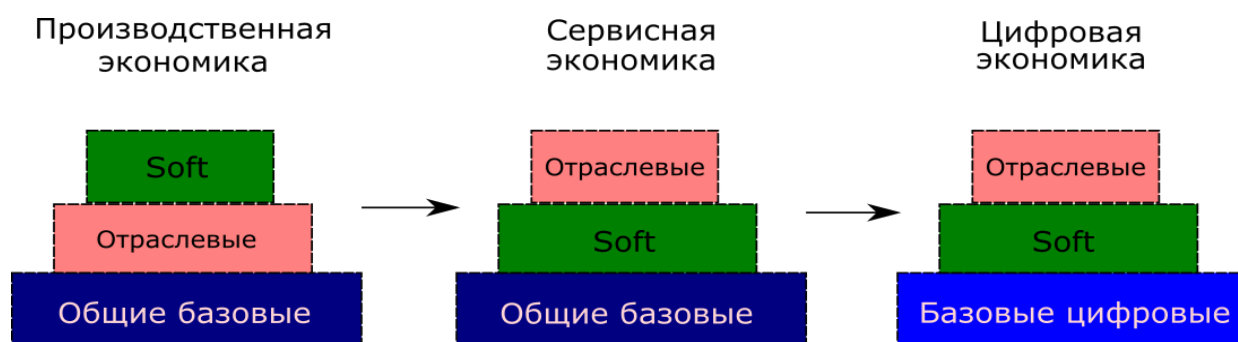 Производственная
экономика
Сервисная
экономика
Цифровая
экономика
Soft
Отраслевые
Общие базовые
Отраслевые
Soft
Общие базовые
Отраслевые
Soft
Базовые цифровые